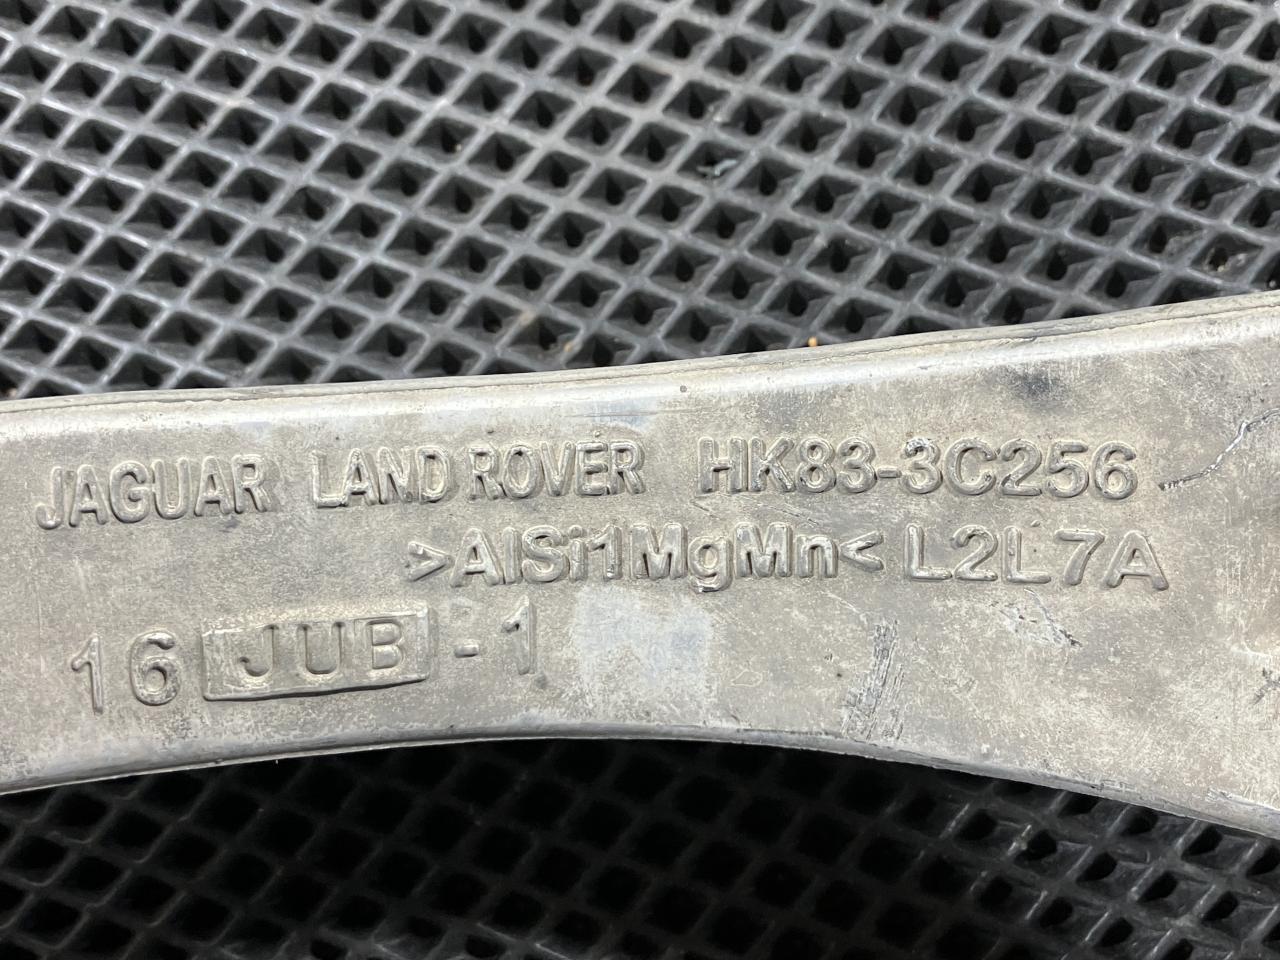 JAGUAR LAND ROVER HK83-3C256
>AlSi1MgMn< L2L7A
16 JUB -1